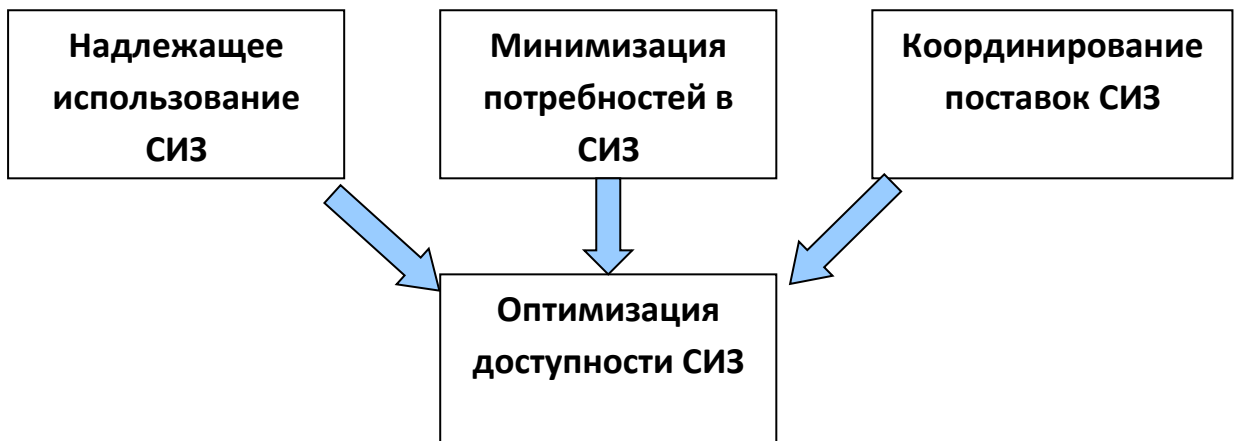 Надлежащее
использование
СИЗ
Минимизация
потребностей в
СИЗ
Координирование
поставок СИЗ
Оптимизация
доступности СИЗ